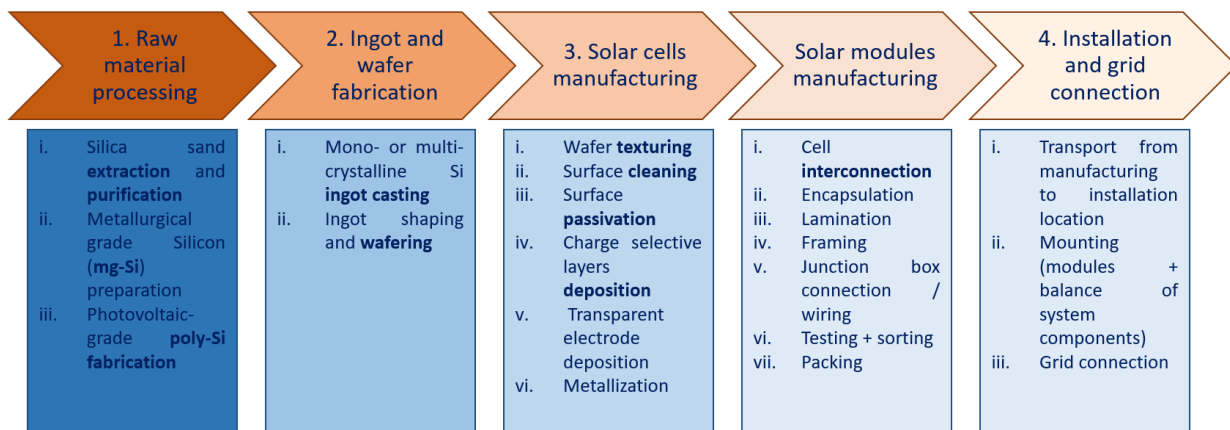 1. Raw
material
processing
2. Ingot and
wafer
fabrication
3. Solar cells
manufacturing
Solar modules
manufacturing
4. Installation
and grid
connection
i. Silica sand
extraction and
purification
ii. Metallurgical
grade Silicon
(mg-Si)
preparation
iii. Photovoltaic-
grade poly-Si
fabrication
i. Mono- or multi-
crystalline Si
ingot casting
ii. Ingot shaping
and wafering
i. Wafer texturing
ii. Surface cleaning
iii. Surface
passivation
iv. Charge selective
layers
deposition
v. Transparent
electrode
deposition
vi. Metallization
i. Cell
interconnection
ii. Encapsulation
iii. Lamination
iv. Framing
v. Junction box
connection /
wiring
vi. Testing + sorting
vii. Packing
i. Transport from
manufacturing
to installation
location
ii. Mounting
(modules +
balance of
system
components)
iii. Grid connection